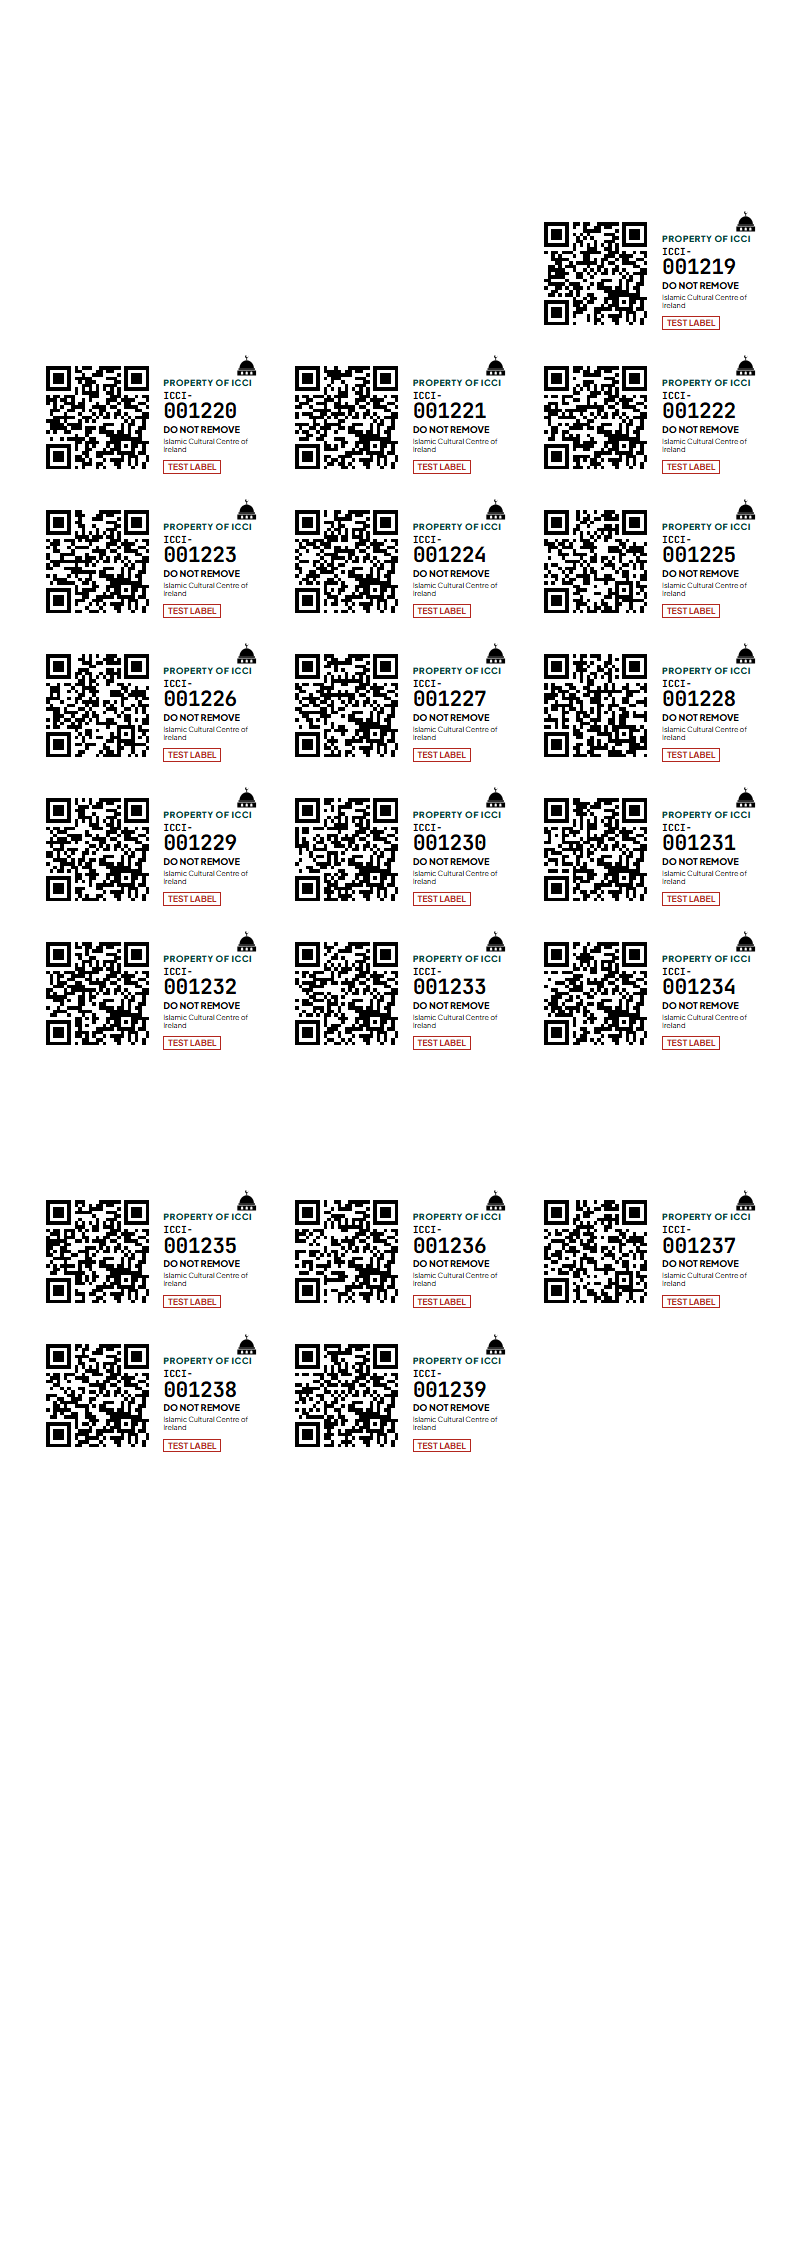 PROPERTY OF ICCI
ICCI-
001219
DO NOT REMOVE
Islamic Cultural Centre of
Ireland
TEST LABEL
PROPERTY OF ICCI
ICCI-
001220
DO NOT REMOVE
Islamic Cultural Centre of
Ireland
TEST LABEL
PROPERTY OF ICCI
ICCI-
001221
DO NOT REMOVE
Islamic Cultural Centre of
Ireland
TEST LABEL
PROPERTY OF ICCI
ICCI-
001222
DO NOT REMOVE
Islamic Cultural Centre of
Ireland
TEST LABEL
PROPERTY OF ICCI
ICCI-
001223
DO NOT REMOVE
Islamic Cultural Centre of
Ireland
TEST LABEL
PROPERTY OF ICCI
ICCI-
001224
DO NOT REMOVE
Islamic Cultural Centre of
Ireland
TEST LABEL
PROPERTY OF ICCI
ICCI-
001225
DO NOT REMOVE
Islamic Cultural Centre of
Ireland
TEST LABEL
PROPERTY OF ICCI
ICCI-
001226
DO NOT REMOVE
Islamic Cultural Centre of
Ireland
TEST LABEL
PROPERTY OF ICCI
ICCI-
001227
DO NOT REMOVE
Islamic Cultural Centre of
Ireland
TEST LABEL
PROPERTY OF ICCI
ICCI-
001228
DO NOT REMOVE
Islamic Cultural Centre of
Ireland
TEST LABEL
PROPERTY OF ICCI
ICCI-
001229
DO NOT REMOVE
Islamic Cultural Centre of
Ireland
TEST LABEL
PROPERTY OF ICCI
ICCI-
001230
DO NOT REMOVE
Islamic Cultural Centre of
Ireland
TEST LABEL
PROPERTY OF ICCI
ICCI-
001231
DO NOT REMOVE
Islamic Cultural Centre of
Ireland
TEST LABEL
PROPERTY OF ICCI
ICCI-
001232
DO NOT REMOVE
Islamic Cultural Centre of
Ireland
TEST LABEL
PROPERTY OF ICCI
ICCI-
001233
DO NOT REMOVE
Islamic Cultural Centre of
Ireland
TEST LABEL
PROPERTY OF ICCI
ICCI-
001234
DO NOT REMOVE
Islamic Cultural Centre of
Ireland
TEST LABEL
PROPERTY OF ICCI
ICCI-
001235
DO NOT REMOVE
Islamic Cultural Centre of
Ireland
TEST LABEL
PROPERTY OF ICCI
ICCI-
001236
DO NOT REMOVE
Islamic Cultural Centre of
Ireland
TEST LABEL
PROPERTY OF ICCI
ICCI-
001237
DO NOT REMOVE
Islamic Cultural Centre of
Ireland
TEST LABEL
PROPERTY OF ICCI
ICCI-
001238
DO NOT REMOVE
Islamic Cultural Centre of
Ireland
TEST LABEL
PROPERTY OF ICCI
ICCI-
001239
DO NOT REMOVE
Islamic Cultural Centre of
Ireland
TEST LABEL